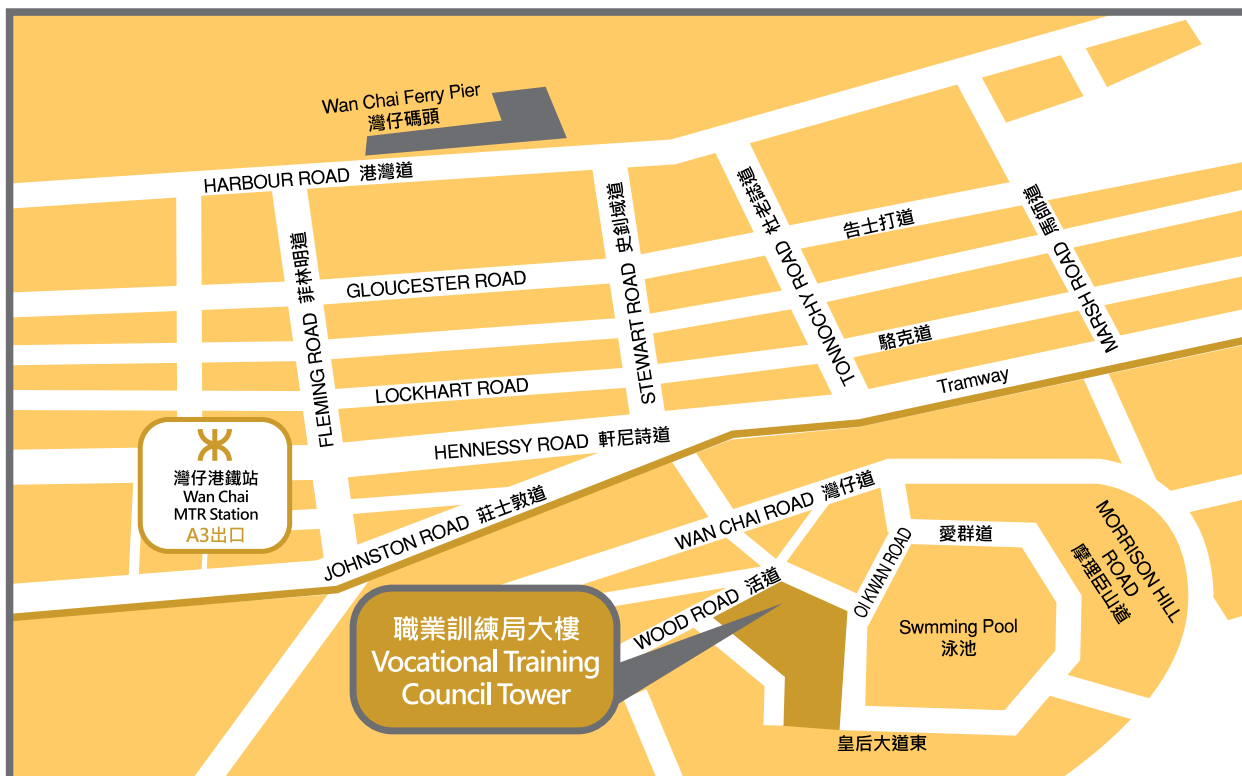 Wan Chai Ferry Pier
灣仔碼頭
HARBOUR ROAD 港灣道
FLEMING ROAD 菲林明道
STEWART ROAD 史釗域道
TONNOCHY ROAD 杜老誌道
MARSH ROAD 馬師道
告士打道
GLOUCESTER ROAD
駱克道
LOCKHART ROAD
Tramway
HENNESSY ROAD 軒尼詩道
灣仔港鐵站
Wan Chai
MTR Station
A3出口
JOHNSTON ROAD 莊士敦道
WAN CHAI ROAD 灣仔道
OI KWAN ROAD
愛群道
MORRISON HILL
ROAD
摩理臣山道
WOOD ROAD 活道
Swmming Pool
泳池
職業訓練局大樓
Vocational Training
Council Tower
皇后大道東